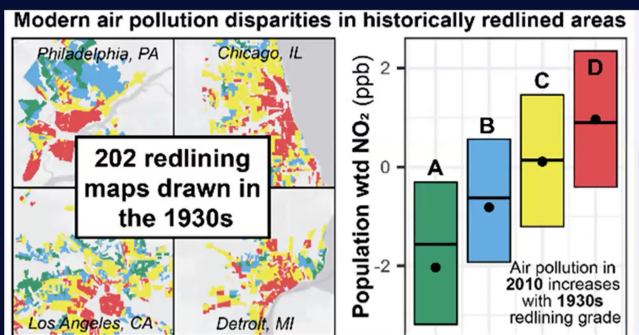 Modern air pollution disparities in historically redlined areas
Philadelphia, PA
Chicago, IL
202 redlining
maps drawn in
the 1930s
Los Angeles, CA
Detroit, MI
Population wtd NO₂ (ppb)
2
0
-2
A
B
C
D
Air pollution in
2010 increases
with 1930s
redlining grade